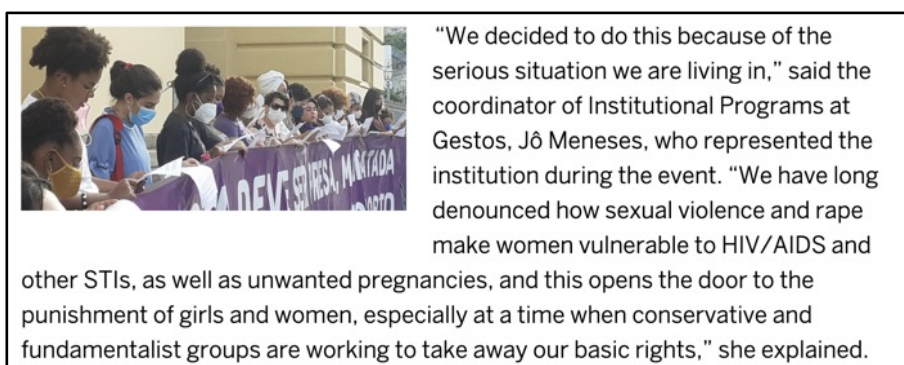 “We decided to do this because of the
serious situation we are living in,” said the
coordinator of Institutional Programs at
Gestos, Jô Meneses, who represented the
institution during the event. “We have long
denounced how sexual violence and rape
make women vulnerable to HIV/AIDS and
other STIs, as well as unwanted pregnancies, and this opens the door to the
punishment of girls and women, especially at a time when conservative and
fundamentalist groups are working to take away our basic rights,” she explained.
DEVE SER PRESA,